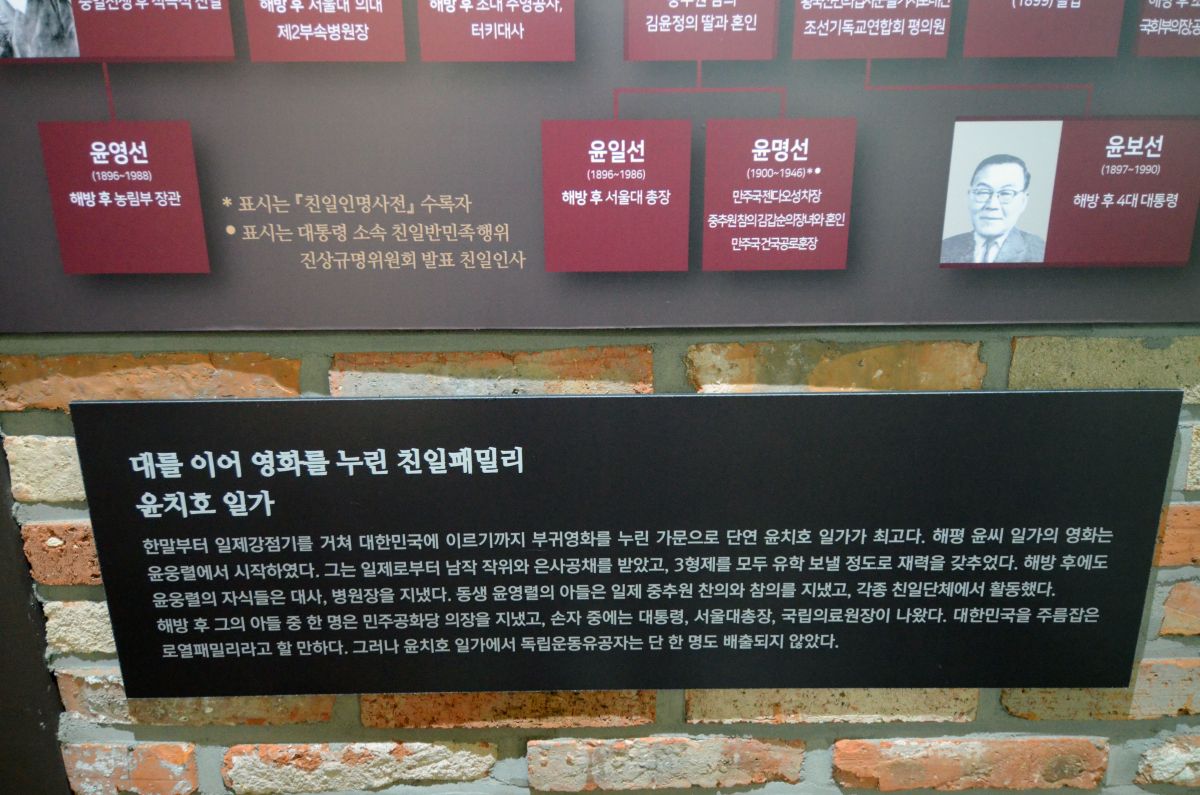 해방 후 서울대 의대
제2부속병원장
해방 후 초대 주영공사,
터키대사
김윤정의 딸과 혼인
조선기독교연합회 평의원
윤영선
(1896~1988)
해방 후 농림부 장관
* 표시는 『친일인명사전』 수록자
● 표시는 대통령 소속 친일반민족행위
진상규명위원회 발표 친일인사
윤일선
(1896~1986)
해방 후 서울대 총장
윤명선
(1900~1946)*●
만주국 젠다오성 차장
중추원 참의 김갑순의 장녀와 혼인
만주국 건국공로훈장
윤보선
(1897~1990)
해방 후 4대 대통령
대를 이어 영화를 누린 친일패밀리
윤치호 일가
한말부터 일제강점기를 거쳐 대한민국에 이르기까지 부귀영화를 누린 가문으로 단연 윤치호 일가가 최고다. 해평 윤씨 일가의 영화는
윤웅렬에서 시작하였다. 그는 일제로부터 남작 작위와 은사공채를 받았고, 3형제를 모두 유학 보낼 정도로 재력을 갖추었다. 해방 후에도
윤웅렬의 자식들은 대사, 병원장을 지냈다. 동생 윤영렬의 아들은 일제 중추원 찬의와 참의를 지냈고, 각종 친일단체에서 활동했다.
해방 후 그의 아들 중 한 명은 민주공화당 의장을 지냈고, 손자 중에는 대통령, 서울대총장, 국립의료원장이 나왔다. 대한민국을 주름잡은
로열패밀리라고 할 만하다. 그러나 윤치호 일가에서 독립운동유공자는 단 한 명도 배출되지 않았다.